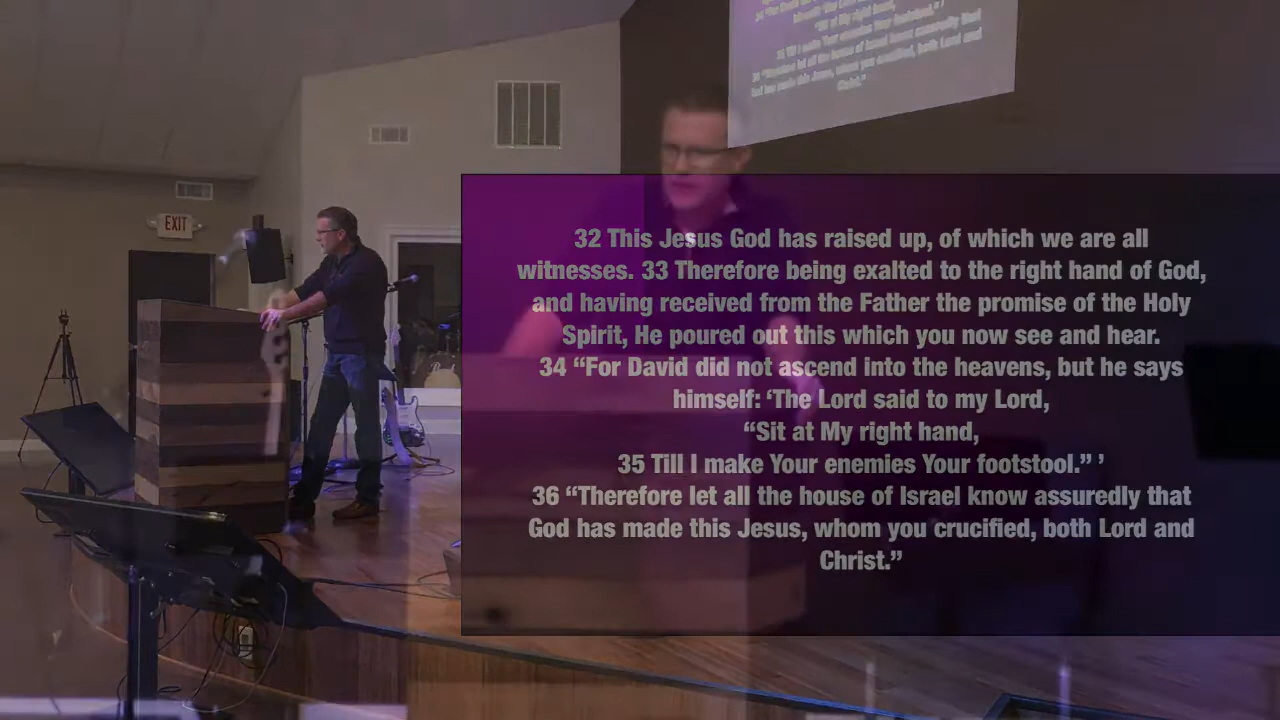 EXIT
32 This Jesus God has raised up, of which we are all
witnesses. 33 Therefore being exalted to the right hand of God,
and having received from the Father the promise of the Holy
Spirit, He poured out this which you now see and hear.
34 “For David did not ascend into the heavens, but he says
himself: ‘The Lord said to my Lord,
“Sit at My right hand,
35 Till I make Your enemies Your footstool.” ’
36 “Therefore let all the house of Israel know assuredly that
God has made this Jesus, whom you crucified, both Lord and
Christ.”